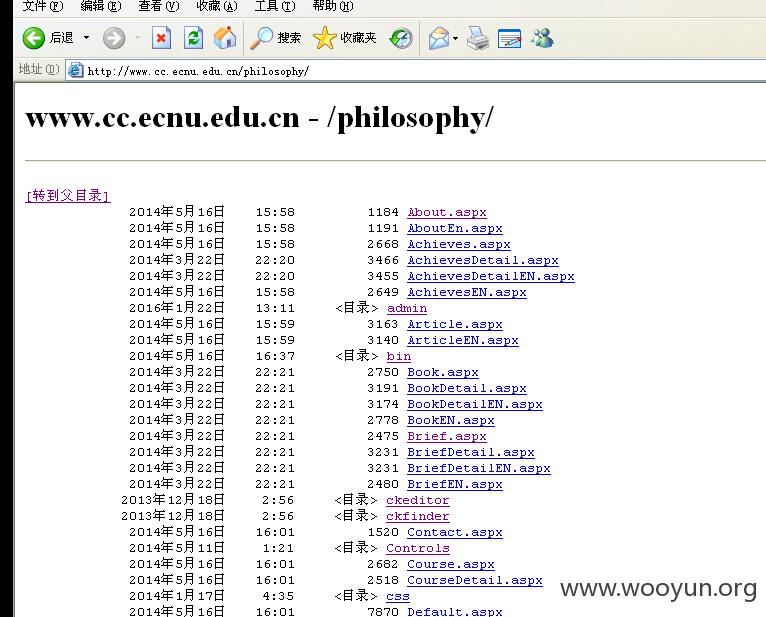 文件(F) 编辑(E) 查看(V) 收藏(A) 工具(T) 帮助(H)
后退 搜索 收藏夹
地址(D) http://www.cc.ecnu.edu.cn/philosophy/
www.cc.ecnu.edu.cn - /philosophy/
[转到父目录]
2014年5月16日 15:58 1184 About.aspx
2014年5月16日 15:58 1191 AboutEn.aspx
2014年5月16日 15:58 2668 Achieves.aspx
2014年3月22日 22:20 3466 AchievesDetail.aspx
2014年3月22日 22:20 3455 AchievesDetailEN.aspx
2014年5月16日 15:58 2649 AchievesEN.aspx
2016年1月22日 13:11 <目录> admin
2014年5月16日 15:59 3163 Article.aspx
2014年5月16日 15:59 3140 ArticleEN.aspx
2014年5月16日 16:37 <目录> bin
2014年3月22日 22:21 2750 Book.aspx
2014年3月22日 22:21 3191 BookDetail.aspx
2014年3月22日 22:21 3174 BookDetailEN.aspx
2014年3月22日 22:21 2778 BookEN.aspx
2014年3月22日 22:21 2475 Brief.aspx
2014年3月22日 22:21 3231 BriefDetail.aspx
2014年3月22日 22:21 3231 BriefDetailEN.aspx
2014年3月22日 22:21 2480 BriefEN.aspx
2013年12月18日 2:56 <目录> ckeditor
2013年12月18日 2:56 <目录> ckfinder
2014年5月16日 16:01 1520 Contact.aspx
2014年5月11日 1:21 <目录> Controls
2014年5月16日 16:01 2682 Course.aspx
2014年5月16日 16:01 2518 CourseDetail.aspx
2014年1月17日 4:35 <目录> css
2014年5月16日 16:01 7870 Default.aspx
www.wooyun.org